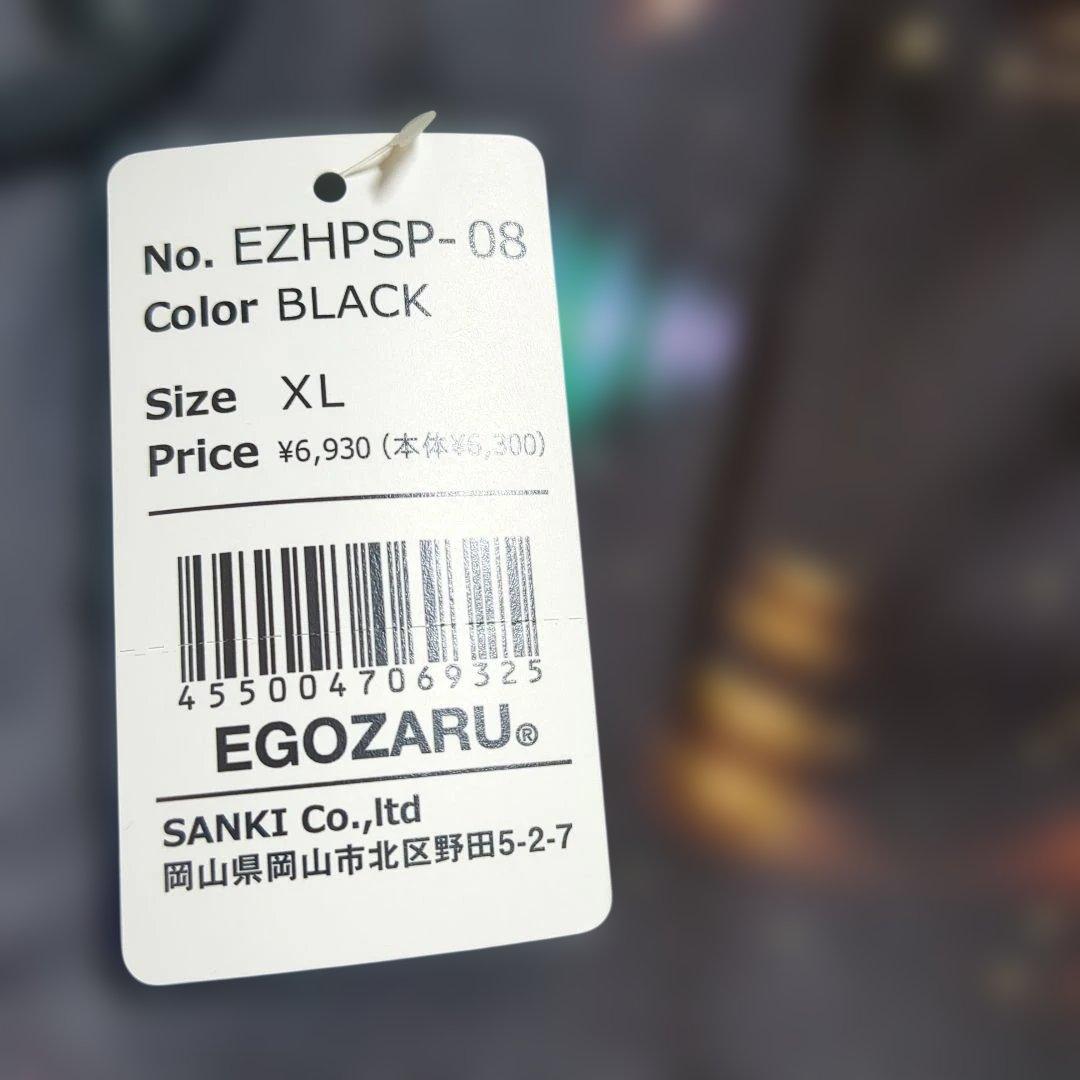 No. EZHPSP-08
Color BLACK
Size XL
Price ¥6,930 (本体¥6,300)
4550047069325
EGOZARU®
SANKI Co.,ltd
岡山県岡山市北区野田5-2-7